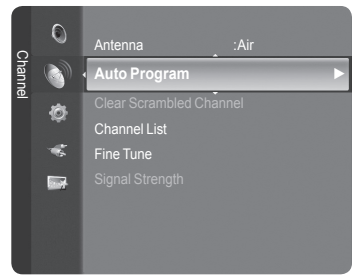 Channel
Antenna :Air
Auto Program
Clear Scrambled Channel
Channel List
Fine Tune
Signal Strength